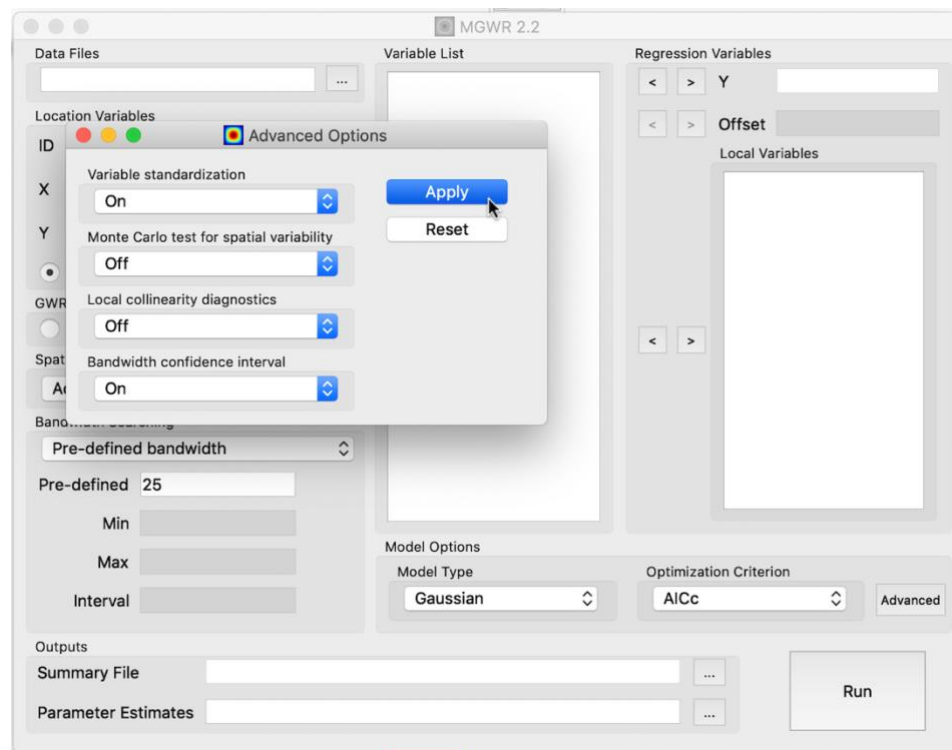 MGWR 2.2
Data Files
...
Location Variables
ID
X
Y
GWR
Spat
Advanced Options
Variable standardization
On
Monte Carlo test for spatial variability
Off
Local collinearity diagnostics
Off
Bandwidth confidence interval
On
Apply
Reset
Pre-defined bandwidth
Pre-defined 25
Min
Max
Interval
Variable List
Regression Variables
< > Y
< > Offset
Local Variables
< >
Model Options
Model Type
Gaussian
Optimization Criterion
AICc
Advanced
Outputs
Summary File
...
Parameter Estimates
...
Run